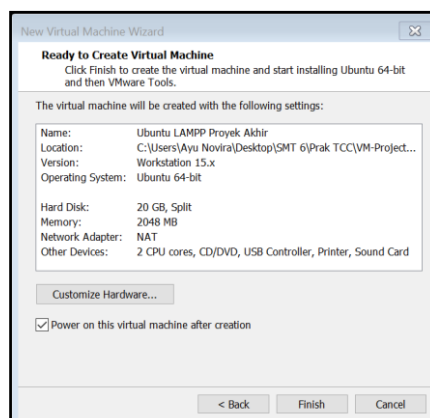 New Virtual Machine Wizard
Ready to Create Virtual Machine
Click Finish to create the virtual machine and start installing Ubuntu 64-bit
and then VMware Tools.
The virtual machine will be created with the following settings:
Name: Ubuntu LAMPP Proyek Akhir
Location: C:\Users\Ayu Novira\Desktop\SMT 6\Prak TCC\VM-Project...
Version: Workstation 15.x
Operating System: Ubuntu 64-bit
Hard Disk: 20 GB, Split
Memory: 2048 MB
Network Adapter: NAT
Other Devices: 2 CPU cores, CD/DVD, USB Controller, Printer, Sound Card
Customize Hardware...
Power on this virtual machine after creation
< Back Finish Cancel